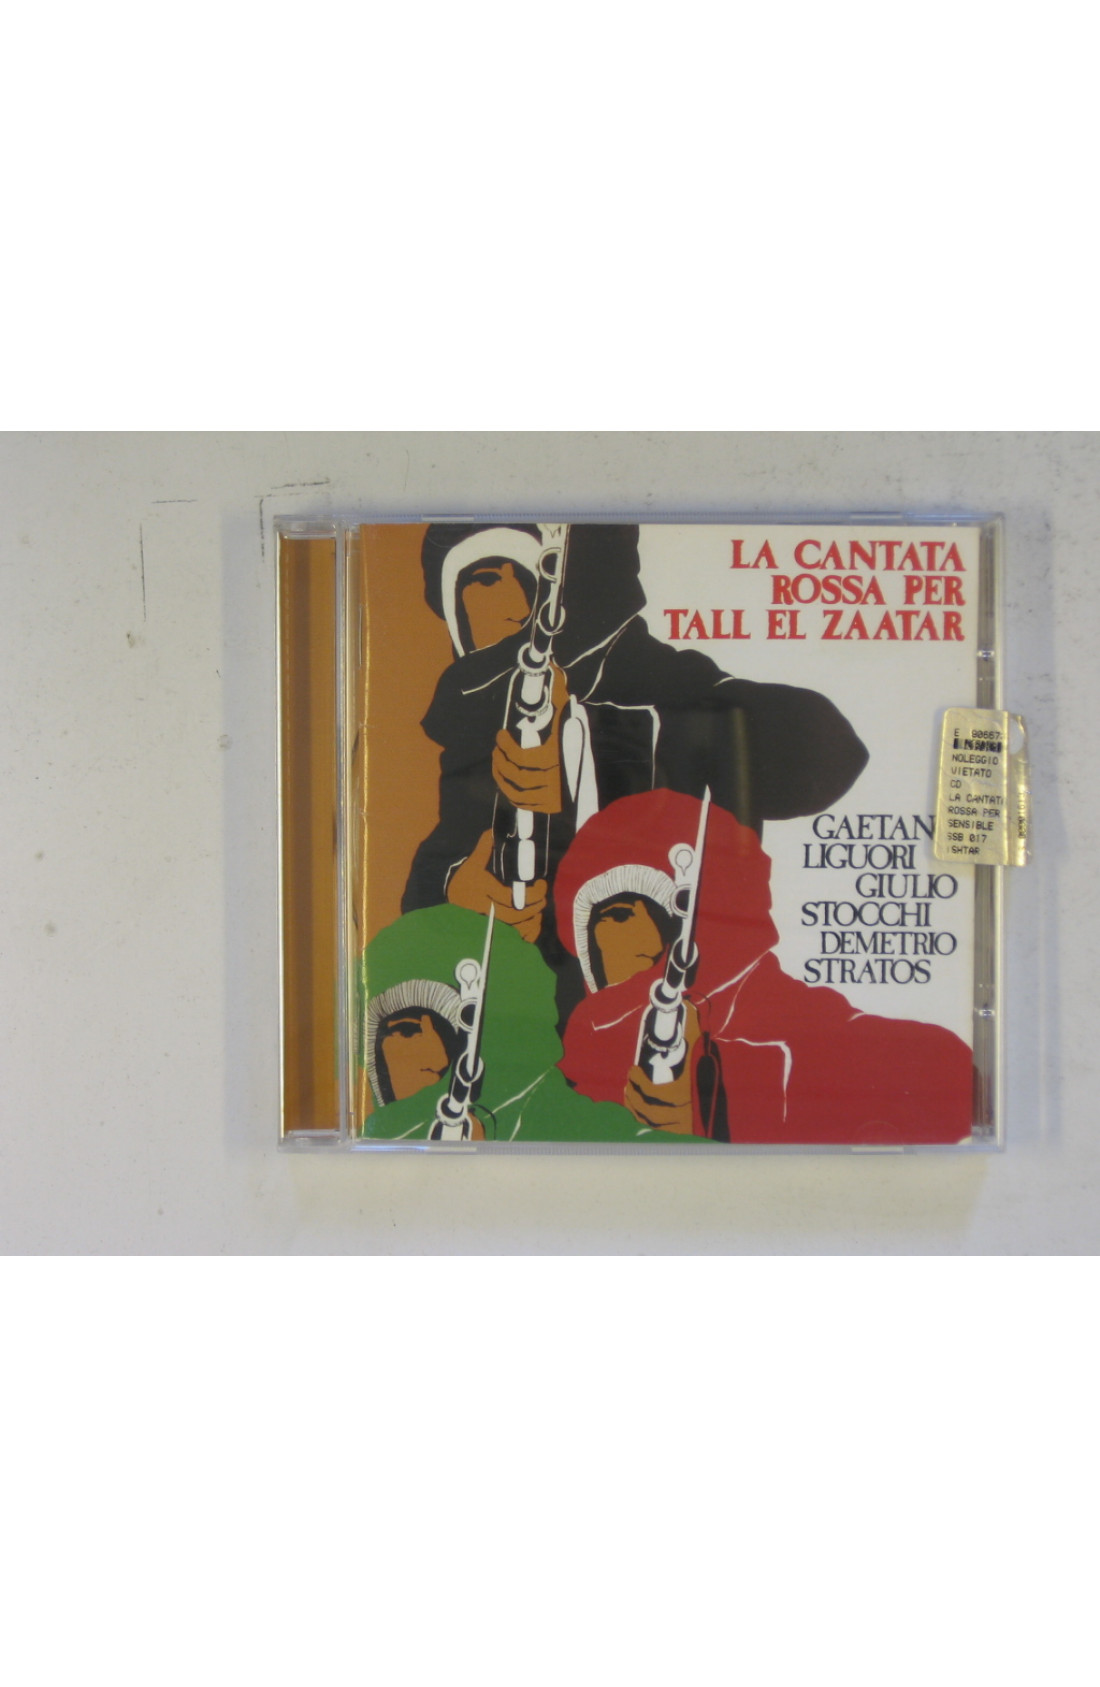 LA CANTATA
ROSSA PER
TALL EL ZAATAR
GAETAN
LIGUORI
GIULIO
STOCCHI
DEMETRIO
STRATOS
NOLEGGIO
VIETATO
CD
LA CANTATA
ROSSA PER
SENSIBLE
SSB 017
ISHTAR